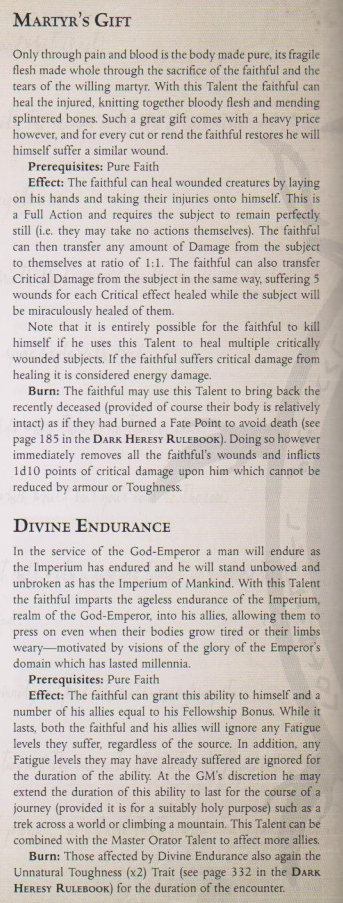 MARTYR'S GIFT
Only through pain and blood is the body made pure, its fragile
flesh made whole through the sacrifice of the faithful and the
tears of the willing martyr. With this Talent the faithful can
heal the injured, knitting together bloody flesh and mending
splintered bones. Such a great gift comes with a heavy price
however, and for every cut or rend the faithful restores he will
himself suffer a similar wound.
Prerequisites: Pure Faith
Effect: The faithful can heal wounded creatures by laying
on his hands and taking their injuries onto himself. This is
a Full Action and requires the subject to remain perfectly
still (i.e. they may take no actions themselves). The faithful
can then transfer any amount of Damage from the subject
to themselves at ratio of 1:1. The faithful can also transfer
Critical Damage from the subject in the same way, suffering 5
wounds for each Critical effect healed while the subject will
be miraculously healed of them.
Note that it is entirely possible for the faithful to kill
himself if he uses this Talent to heal multiple critically
wounded subjects. If the faithful suffers critical damage from
healing it is considered energy damage.
Burn: The faithful may use this Talent to bring back the
recently deceased (provided of course their body is relatively
intact) as if they had burned a Fate Point to avoid death (see
page 185 in the DARK HERESY RULEBOOK). Doing so however
immediately removes all the faithful's wounds and inflicts
1d10 points of critical damage upon him which cannot be
reduced by armour or Toughness.
DIVINE ENDURANCE
In the service of the God-Emperor a man will endure as
the Imperium has endured and he will stand unbowed and
unbroken as has the Imperium of Mankind. With this Talent
the faithful imparts the ageless endurance of the Imperium,
realm of the God-Emperor, into his allies, allowing them to
press on even when their bodies grow tired or their limbs
weary—motivated by visions of the glory of the Emperor's
domain which has lasted millennia.
Prerequisites: Pure Faith
Effect: The faithful can grant this ability to himself and a
number of his allies equal to his Fellowship Bonus. While it
lasts, both the faithful and his allies will ignore any Fatigue
levels they suffer, regardless of the source. In addition, any
Fatigue levels they may have already suffered are ignored for
the duration of the ability. At the GM's discretion he may
extend the duration of this ability to last for the course of a
journey (provided it is for a suitably holy purpose) such as a
trek across a world or climbing a mountain. This Talent can be
combined with the Master Orator Talent to affect more allies.
Burn: Those affected by Divine Endurance also again the
Unnatural Toughness (x2) Trait (see page 332 in the DARK
HERESY RULEBOOK) for the duration of the encounter.